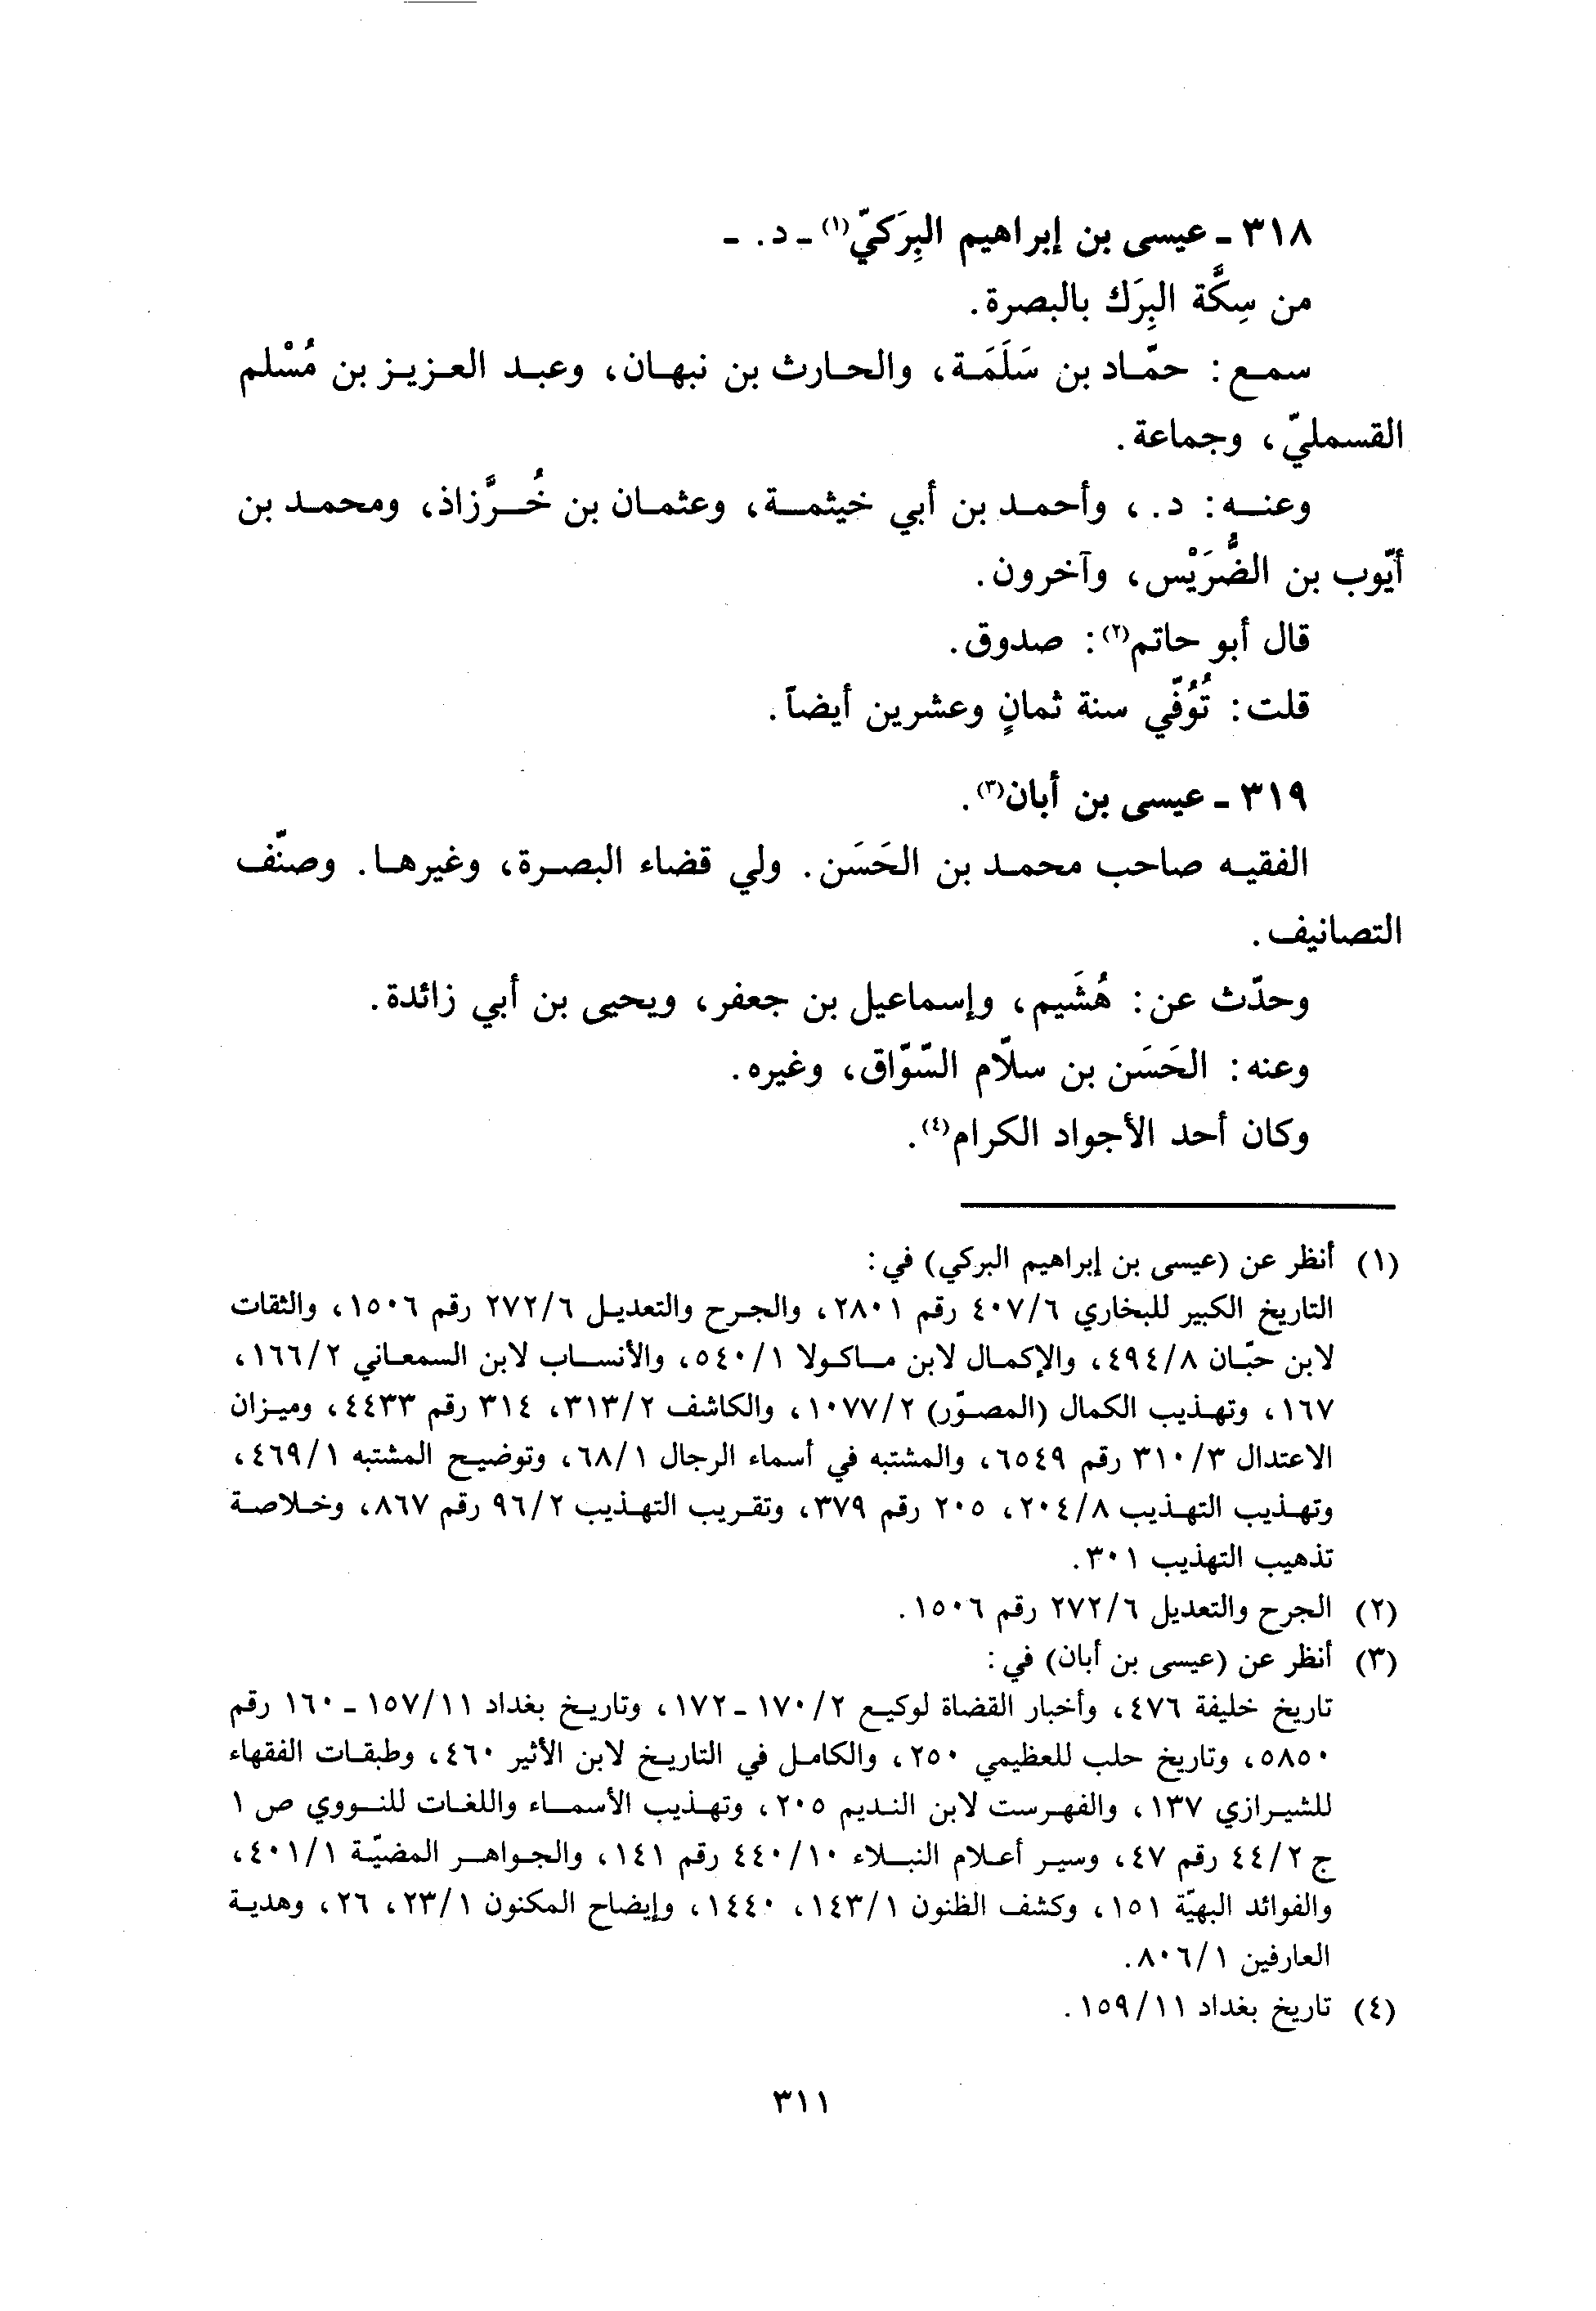 ٣١٨ ـ عيسى بن إبراهيم البِرَكيّ(١) ـ د. ـ
من سِكَّة البِرَك بالبصرة.
سمع: حمّاد بن سَلَمَة، والحارث بن نبهان، وعبد العزيز بن مُسْلم
القسمليّ، وجماعة.
وعنه: د.، وأحمد بن أبي خيثمة، وعثمان بن خُرَّزاذ، ومحمد بن
أيّوب بن الضُّرَيْس، وآخرون.
قال أبو حاتم(٢): صدوق.
قلت: تُوُفّي سنة ثمانٍ وعشرين أيضاً.
٣١٩ ـ عيسى بن أبان(٣).
الفقيه صاحب محمد بن الحَسَن. ولي قضاء البصرة، وغيرها. وصنّف
التصانيف.
وحدّث عن: هُشَيم، وإسماعيل بن جعفر، ويحيى بن أبي زائدة.
وعنه: الحَسَن بن سلّام السّوّاق، وغيره.
وكان أحد الأجواد الكرام(٤).
(١) أنظر عن (عيسى بن إبراهيم البركي) في:
التاريخ الكبير للبخاري ٤٠٧/٦ رقم ٢٨٠١، والجرح والتعديل ٢٧٢/٦ رقم ١٥٠٦، والثقات
لابن حبّان ٤٩٤/٨، والإكمال لابن ماكولا ٥٤٠/١، والأنساب لابن السمعاني ١٦٦/٢،
١٦٧، وتهذيب الكمال (المصوّر) ١٠٧٧/٢، والكاشف ٣١٣/٢، ٣١٤ رقم ٤٤٣٣، وميزان
الاعتدال ٣١٠/٣ رقم ٦٥٤٩، والمشتبه في أسماء الرجال ٦٨/١، وتوضيح المشتبه ٤٦٩/١،
وتهذيب التهذيب ٢٠٤/٨، ٢٠٥ رقم ٣٧٩، وتقريب التهذيب ٩٦/٢ رقم ٨٦٧، وخلاصة
تذهيب التهذيب ٣٠١.
(٢) الجرح والتعديل ٢٧٢/٦ رقم ١٥٠٦.
(٣) أنظر عن (عيسى بن أبان) في:
تاريخ خليفة ٤٧٦، وأخبار القضاة لوكيع ١٧٠/٢ ـ ١٧٢، وتاريخ بغداد ١٥٧/١١ ـ ١٦٠ رقم
٥٨٥٠، وتاريخ حلب للعظيمي ٢٥٠، والكامل في التاريخ لابن الأثير ٤٦٠، وطبقات الفقهاء
للشيرازي ١٣٧، والفهرست لابن النديم ٢٠٥، وتهذيب الأسماء واللغات للنووي ص ١
ج ٤٤/٢ رقم ٤٧، وسير أعلام النبلاء ٤٤٠/١٠ رقم ١٤١، والجواهر المضيّة ٤٠١/١،
والفوائد البهيّة ١٥١، وكشف الظنون ١٤٣/١، ١٤٤٠، وإيضاح المكنون ٢٣/١، ٢٦، وهدية
العارفين ٨٠٦/١.
(٤) تاريخ بغداد ١٥٩/١١.
٣١١